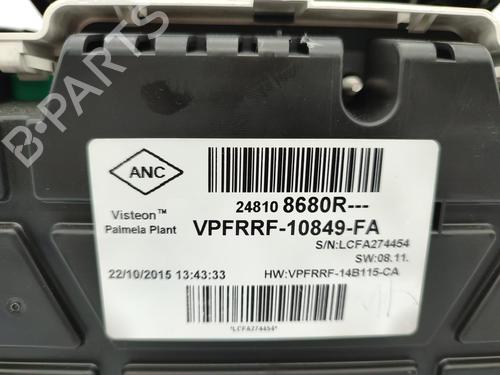 B-PARTS
ANC
24810 8680R---
Visteon™
Palmela Plant
VPFRRF-10849-FA
S/N:LCFA274454
SW:08.11.
22/10/2015 13:43:33
HW:VPFRRF-14B115-CA
*LCFA274454*